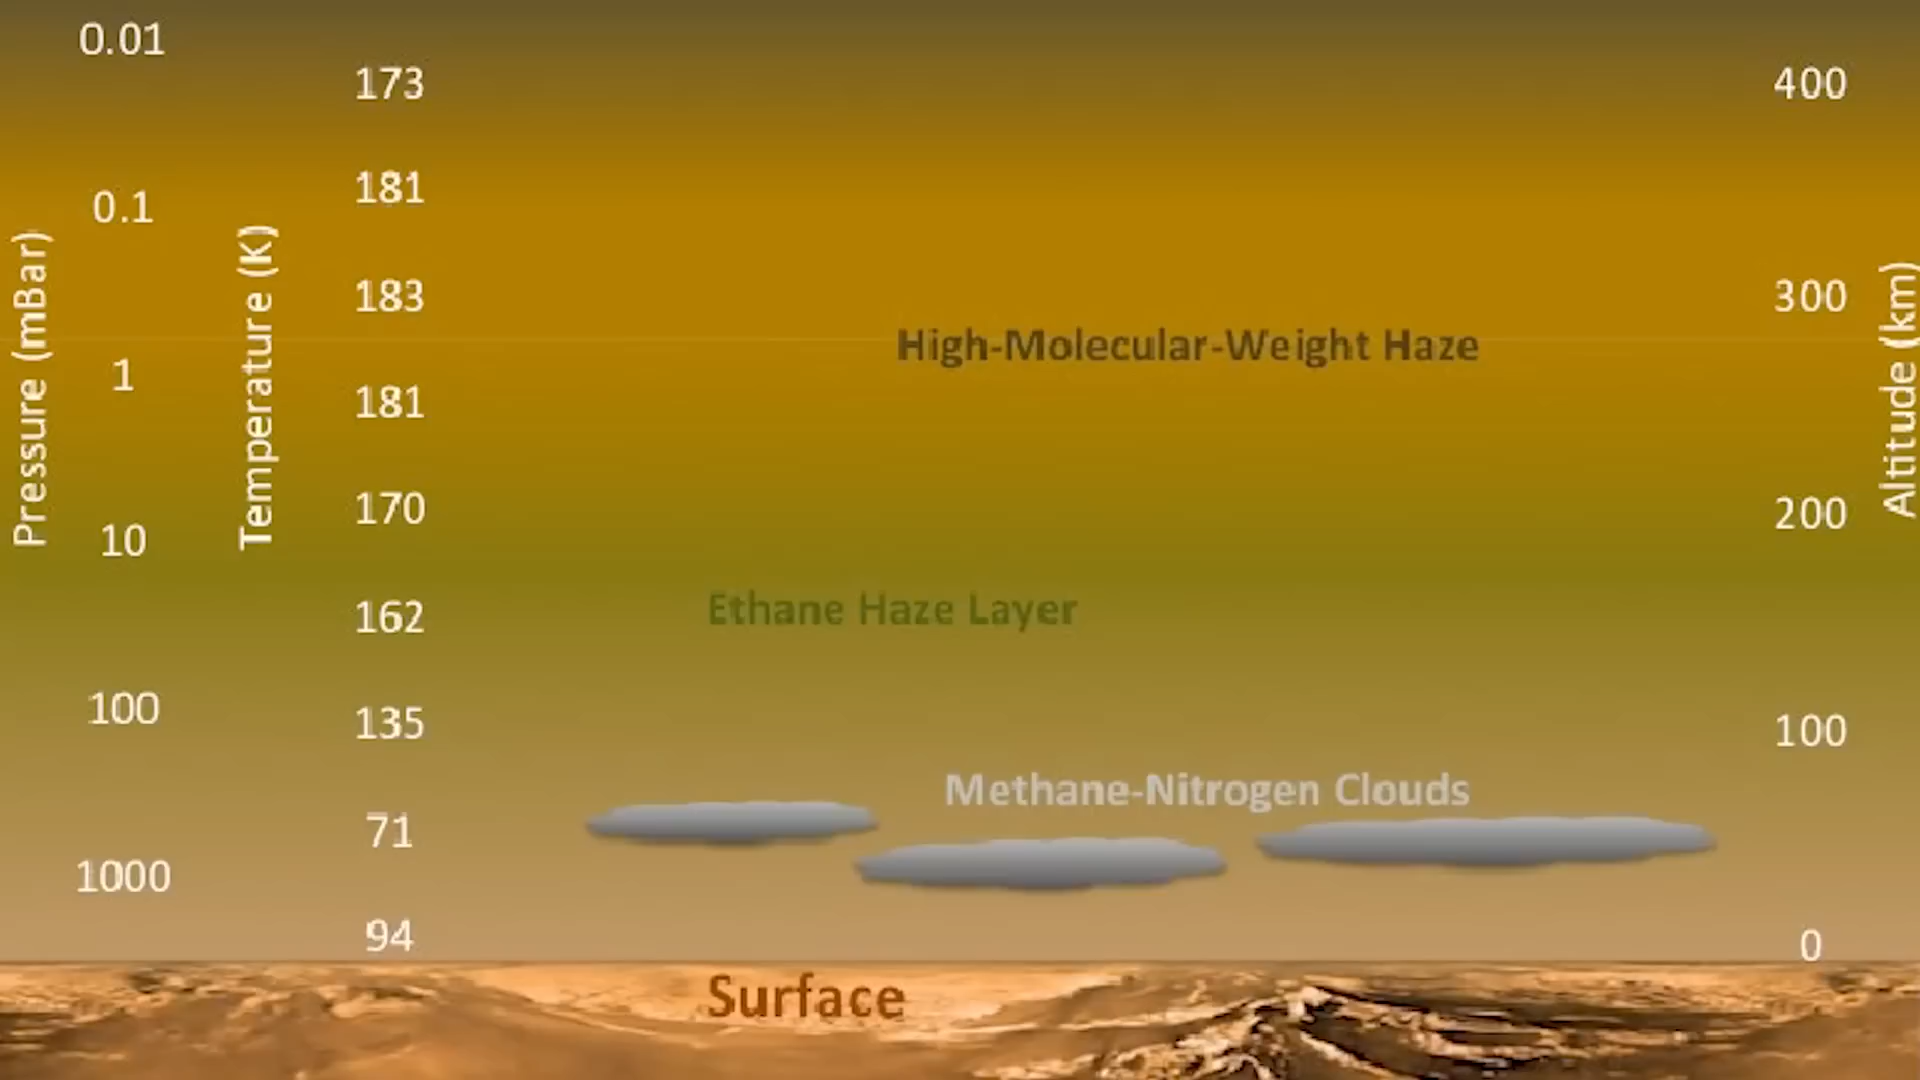 Pressure (mBar)
0.01
0.1
1
10
100
1000
Temperature (K)
173
181
183
181
170
162
135
71
94
High-Molecular-Weight Haze
Ethane Haze Layer
Methane-Nitrogen Clouds
Surface
400
300
200
100
0
Altitude (km)